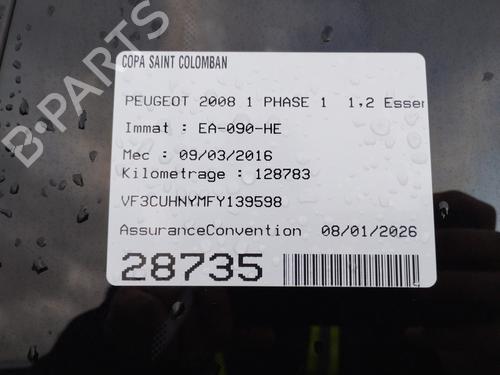 COPA SAINT COLOMBAN
PEUGEOT 2008 1 PHASE 1 1,2 Essen
Immat : EA-090-HE
Mec : 09/03/2016
Kilometrage : 128783
VF3CUHNYMFY139598
AssuranceConvention 08/01/2026
28735
B-PARTS